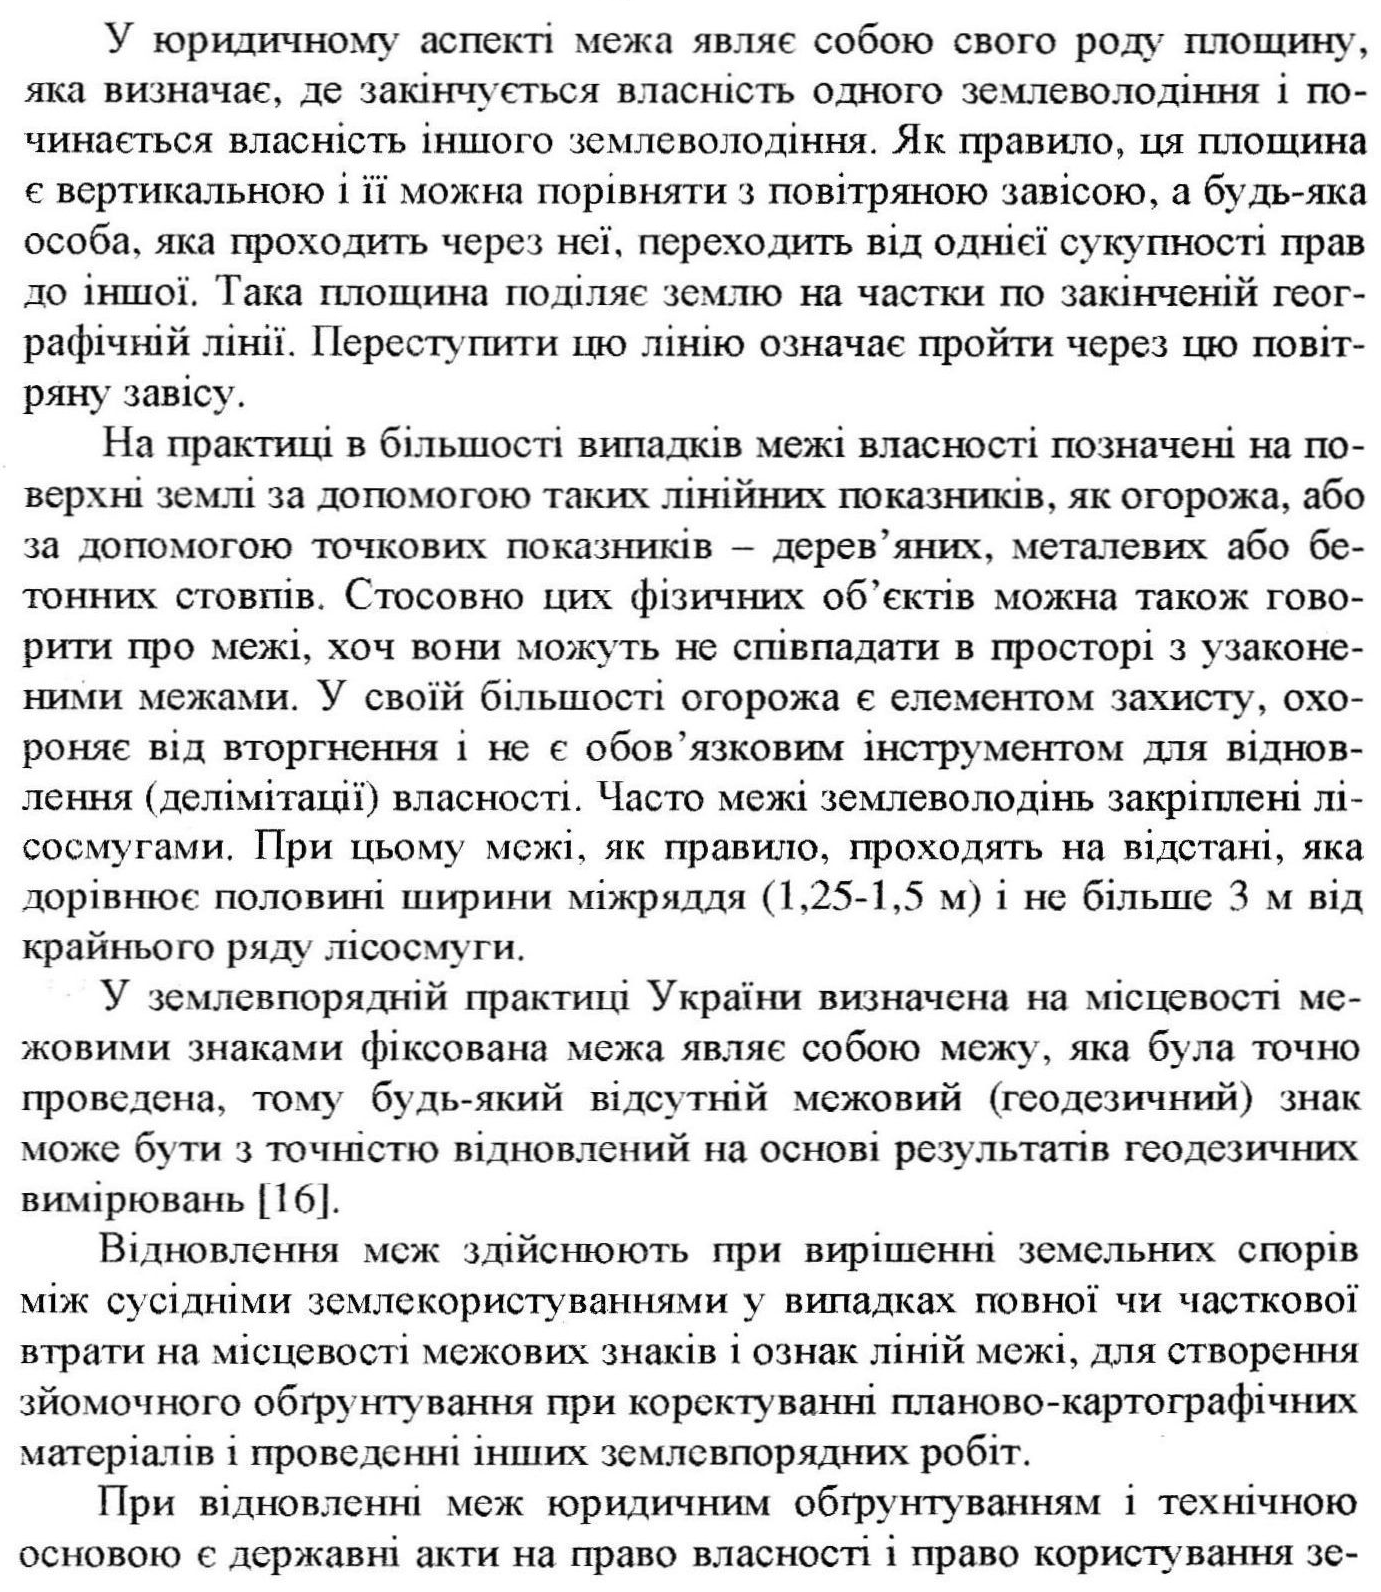 У юридичному аспекті межа являє собою свого роду площину,
яка визначає, де закінчується власність одного землеволодіння і по-
чинається власність іншого землеволодіння. Як правило, ця площина
є вертикальною і її можна порівняти з повітряною завісою, а будь-яка
особа, яка проходить через неї, переходить від однієї сукупності прав
до іншої. Така площина поділяє землю на частки по закінченій геог-
рафічній лінії. Переступити цю лінію означає пройти через цю повіт-
ряну завісу.
На практиці в більшості випадків межі власності позначені на по-
верхні землі за допомогою таких лінійних показників, як огорожа, або
за допомогою точкових показників – дерев’яних, металевих або бе-
тонних стовпів. Стосовно цих фізичних об’єктів можна також гово-
рити про межі, хоч вони можуть не співпадати в просторі з узаконе-
ними межами. У своїй більшості огорожа є елементом захисту, охо-
роняє від вторгнення і не є обов’язковим інструментом для віднов-
лення (делімітації) власності. Часто межі землеволодінь закріплені лі-
сосмугами. При цьому межі, як правило, проходять на відстані, яка
дорівнює половині ширини міжряддя (1,25-1,5 м) і не більше 3 м від
крайнього ряду лісосмуги.
У землевпорядній практиці України визначена на місцевості ме-
жовими знаками фіксована межа являє собою межу, яка була точно
проведена, тому будь-який відсутній межовий (геодезичний) знак
може бути з точністю відновлений на основі результатів геодезичних
вимірювань [16].
Відновлення меж здійснюють при вирішенні земельних спорів
між сусідніми землекористуваннями у випадках повної чи часткової
втрати на місцевості межових знаків і ознак ліній межі, для створення
зйомочного обґрунтування при коректуванні планово-картографічних
матеріалів і проведенні інших землевпорядних робіт.
При відновленні меж юридичним обґрунтуванням і технічною
основою є державні акти на право власності і право користування зе-